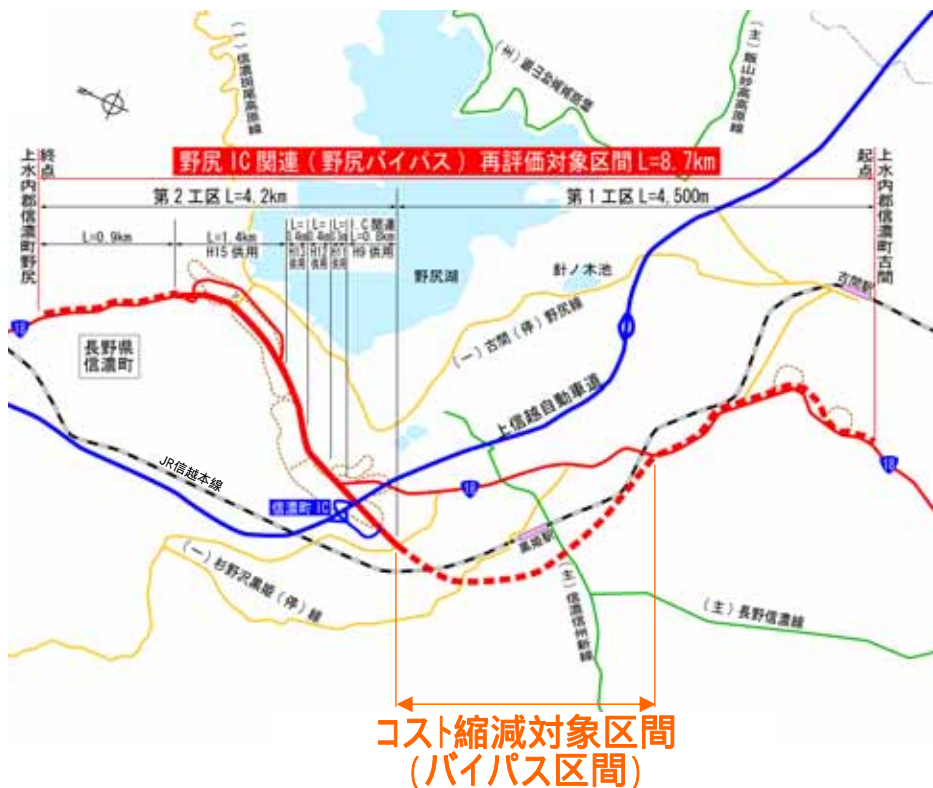 (一)信濃斑尾高原線
(主)飯山妙高高原線
野尻IC関連(野尻バイパス)再評価対象区間L=8.7km
終点
上水内郡信濃町野尻
起点
上水内郡信濃町古間
第2工区L=4.2km
第1工区L=4,500m
L=0.9km
L=1.4km
H15供用
I.C関連
L=0.8km
H9供用
野尻湖
針ノ木池
古間駅
(一)古間(停)野尻線
18
長野県
信濃町
上信越自動車道
JR信越本線
18
18
信濃町IC
黒姫駅
(一)杉野沢黒姫(停)線
(主)信濃信州新線
(主)長野信濃線
コスト縮減対象区間
(バイパス区間)